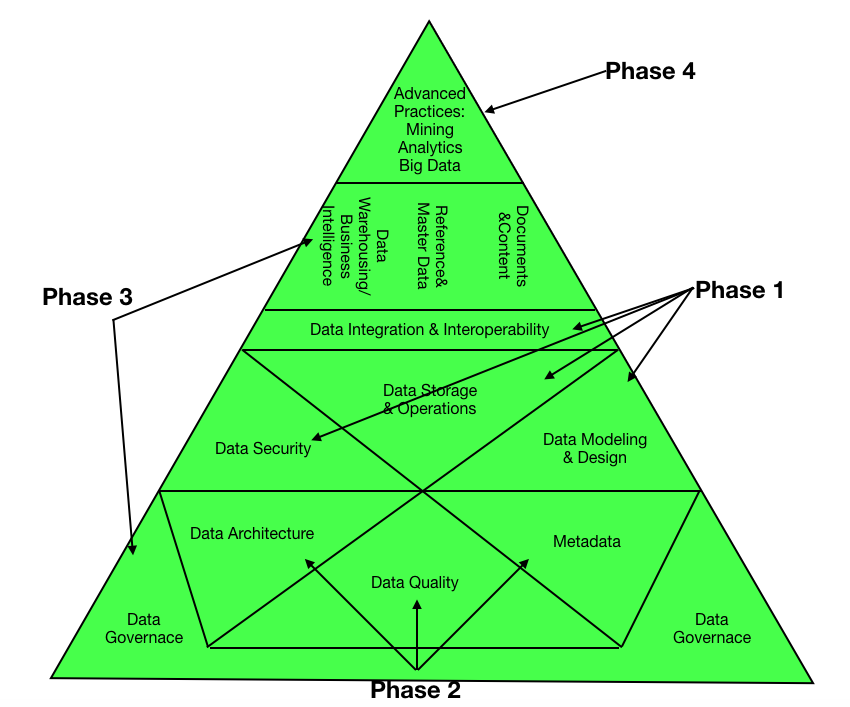 Phase 4
Advanced
Practices:
Mining
Analytics
Big Data
Data
Warehousing/
Business
Intelligence
Reference&
Master Data
Documents
&Content
Phase 3
Phase 1
Data Integration & Interoperability
Data Storage
& Operations
Data Security
Data Modeling
& Design
Data Architecture
Metadata
Data Quality
Data
Governace
Data
Governace
Phase 2